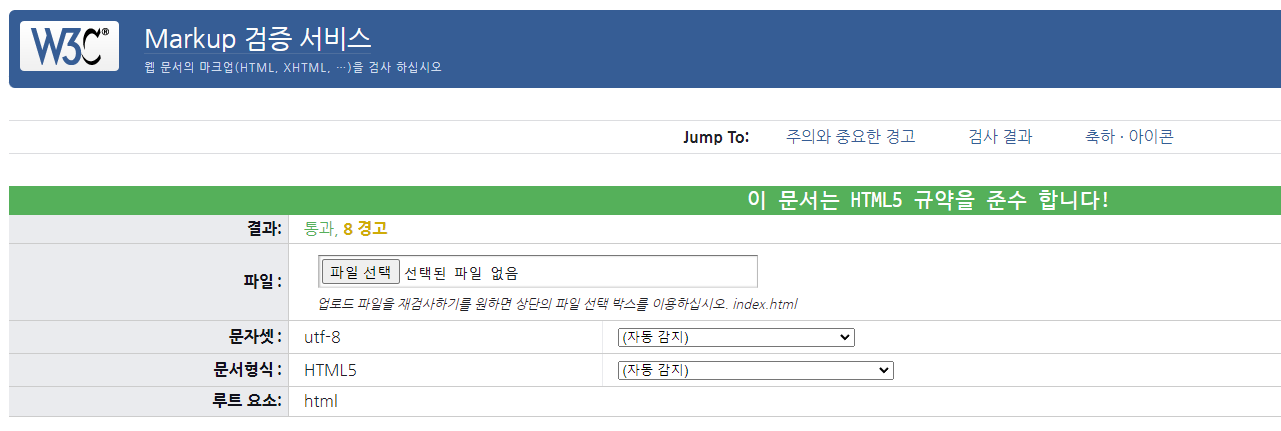 W3C® Markup 검증 서비스
웹 문서의 마크업(HTML, XHTML, …)을 검사 하십시오
Jump To: 주의와 중요한 경고 검사 결과 축하 · 아이콘
이 문서는 HTML5 규약을 준수 합니다!
결과: 통과, 8 경고
파일 : 파일 선택 선택된 파일 없음
업로드 파일을 재검사하기를 원하면 상단의 파일 선택 박스를 이용하십시오. index.html
문자셋 : utf-8 (자동 감지)
문서형식 : HTML5 (자동 감지)
루트 요소: html